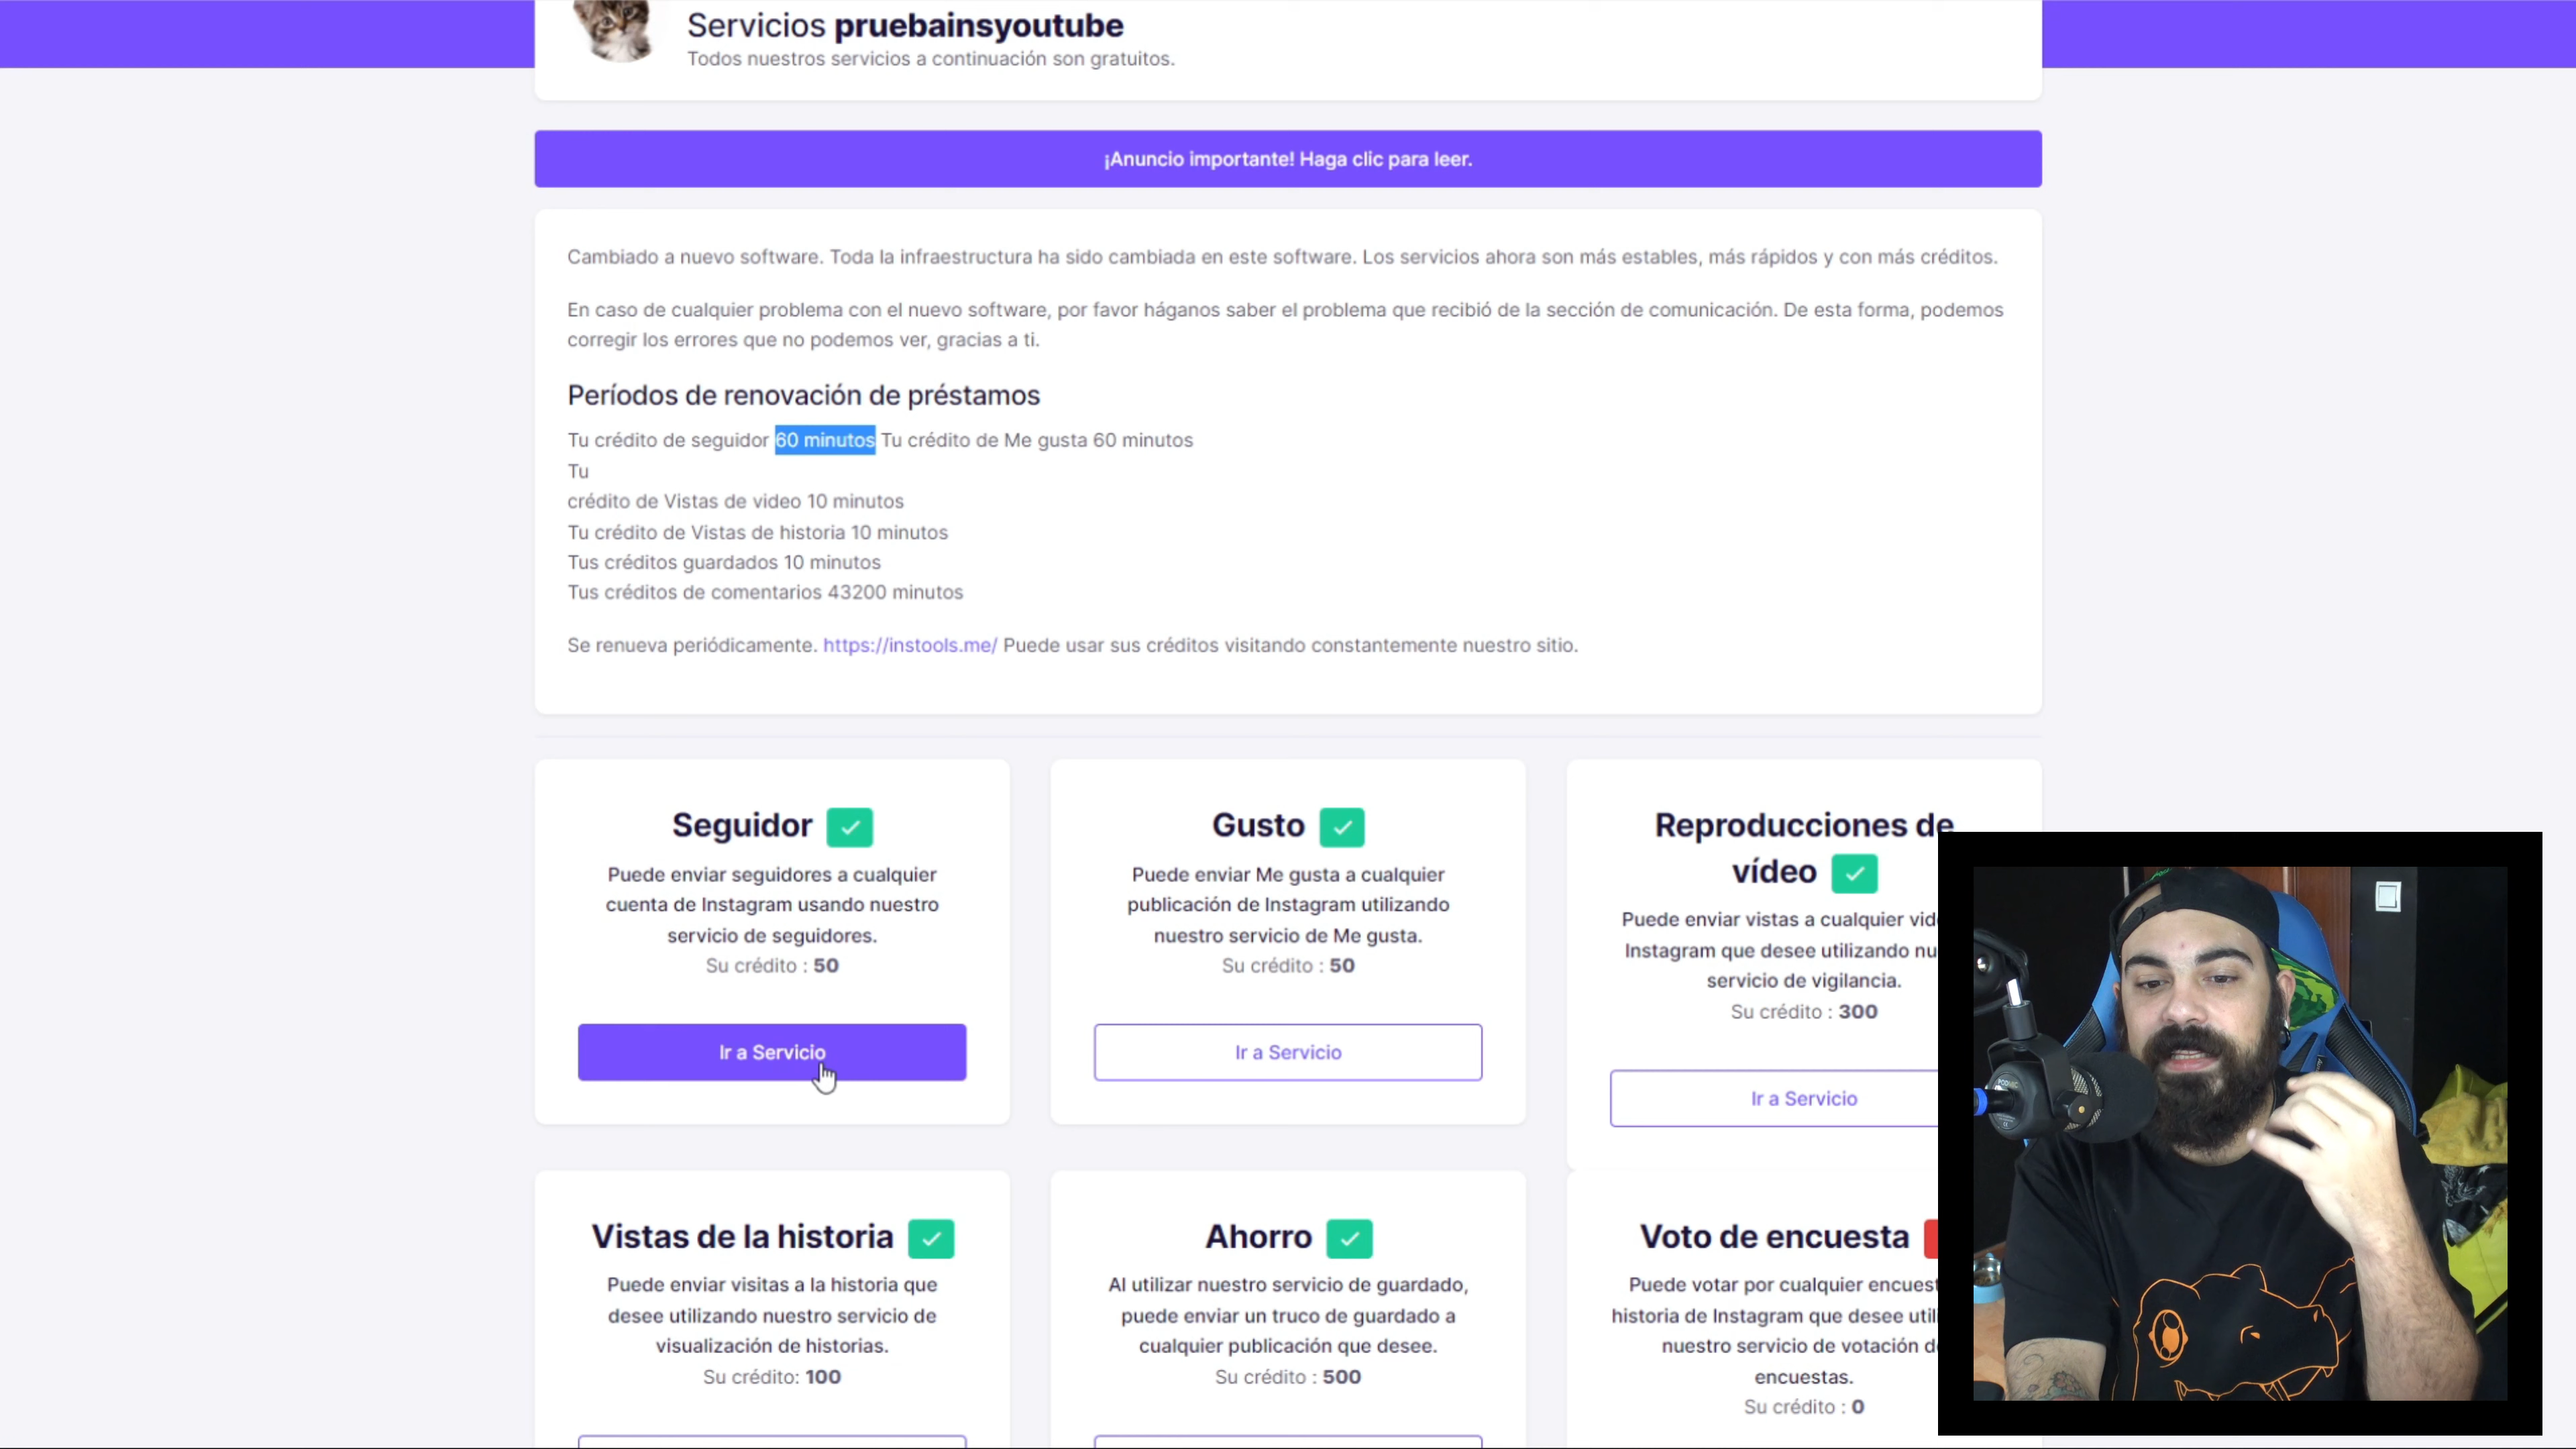 Servicios pruebainsyoutube
Todos nuestros servicios a continuación son gratuitos.
¡Anuncio importante! Haga clic para leer.
Cambiado a nuevo software. Toda la infraestructura ha sido cambiada en este software. Los servicios ahora son más estables, más rápidos y con más créditos.
En caso de cualquier problema con el nuevo software, por favor háganos saber el problema que recibió de la sección de comunicación. De esta forma, podemos
corregir los errores que no podemos ver, gracias a ti.
Períodos de renovación de préstamos
Tu crédito de seguidor 60 minutos Tu crédito de Me gusta 60 minutos
Tu
crédito de Vistas de video 10 minutos
Tu crédito de Vistas de historia 10 minutos
Tus créditos guardados 10 minutos
Tus créditos de comentarios 43200 minutos
Se renueva periódicamente. https://instools.me/ Puede usar sus créditos visitando constantemente nuestro sitio.
Seguidor
Puede enviar seguidores a cualquier
cuenta de Instagram usando nuestro
servicio de seguidores.
Su crédito : 50
Ir a Servicio
Gusto
Puede enviar Me gusta a cualquier
publicación de Instagram utilizando
nuestro servicio de Me gusta.
Su crédito : 50
Ir a Servicio
Reproducciones de
vídeo
Puede enviar vistas a cualquier vid
Instagram que desee utilizando nu
servicio de vigilancia.
Su crédito : 300
Ir a Servicio
Vistas de la historia
Puede enviar visitas a la historia que
desee utilizando nuestro servicio de
visualización de historias.
Su crédito: 100
Ahorro
Al utilizar nuestro servicio de guardado,
puede enviar un truco de guardado a
cualquier publicación que desee.
Su crédito : 500
Voto de encuesta
Puede votar por cualquier encuest
historia de Instagram que desee util
nuestro servicio de votación d
encuestas.
Su crédito : 0